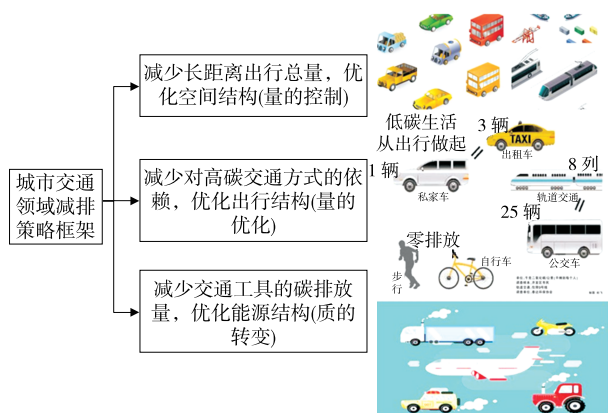 减少长距离出行总量，优
化空间结构(量的控制)
城市交通
领域减排
策略框架
减少对高碳交通方式的依
赖，优化出行结构(量的
优化)
减少交通工具的碳排放
量，优化能源结构(质的
转变)
低碳生活
从出行做起
3 辆
TAXI
出租车
1 辆
私家车
8 列
轨道交通
25 辆
公交车
零排放
步行
自行车